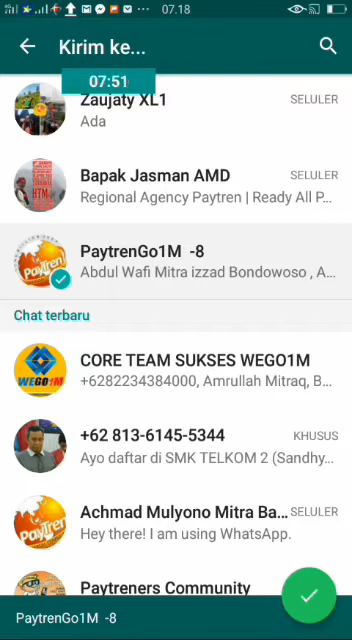 07.18
Kirim ke...
07:51
Zaujaty XL1
SELULER
Ada
Bapak Jasman AMD
SELULER
Regional Agency Paytren | Ready All P...
PaytrenGo1M -8
Abdul Wafi Mitra izzad Bondowoso , A...
Chat terbaru
CORE TEAM SUKSES WEGO1M
+6282234384000, Amrullah Mitraq, B...
+62 813-6145-5344
KHUSUS
Ayo daftar di SMK TELKOM 2 (Sandhy...
Achmad Mulyono Mitra Ba...
SELULER
Hey there! I am using WhatsApp.
Paytreners Community
PaytrenGo1M -8
PayTren
WEGO1M
PayTren